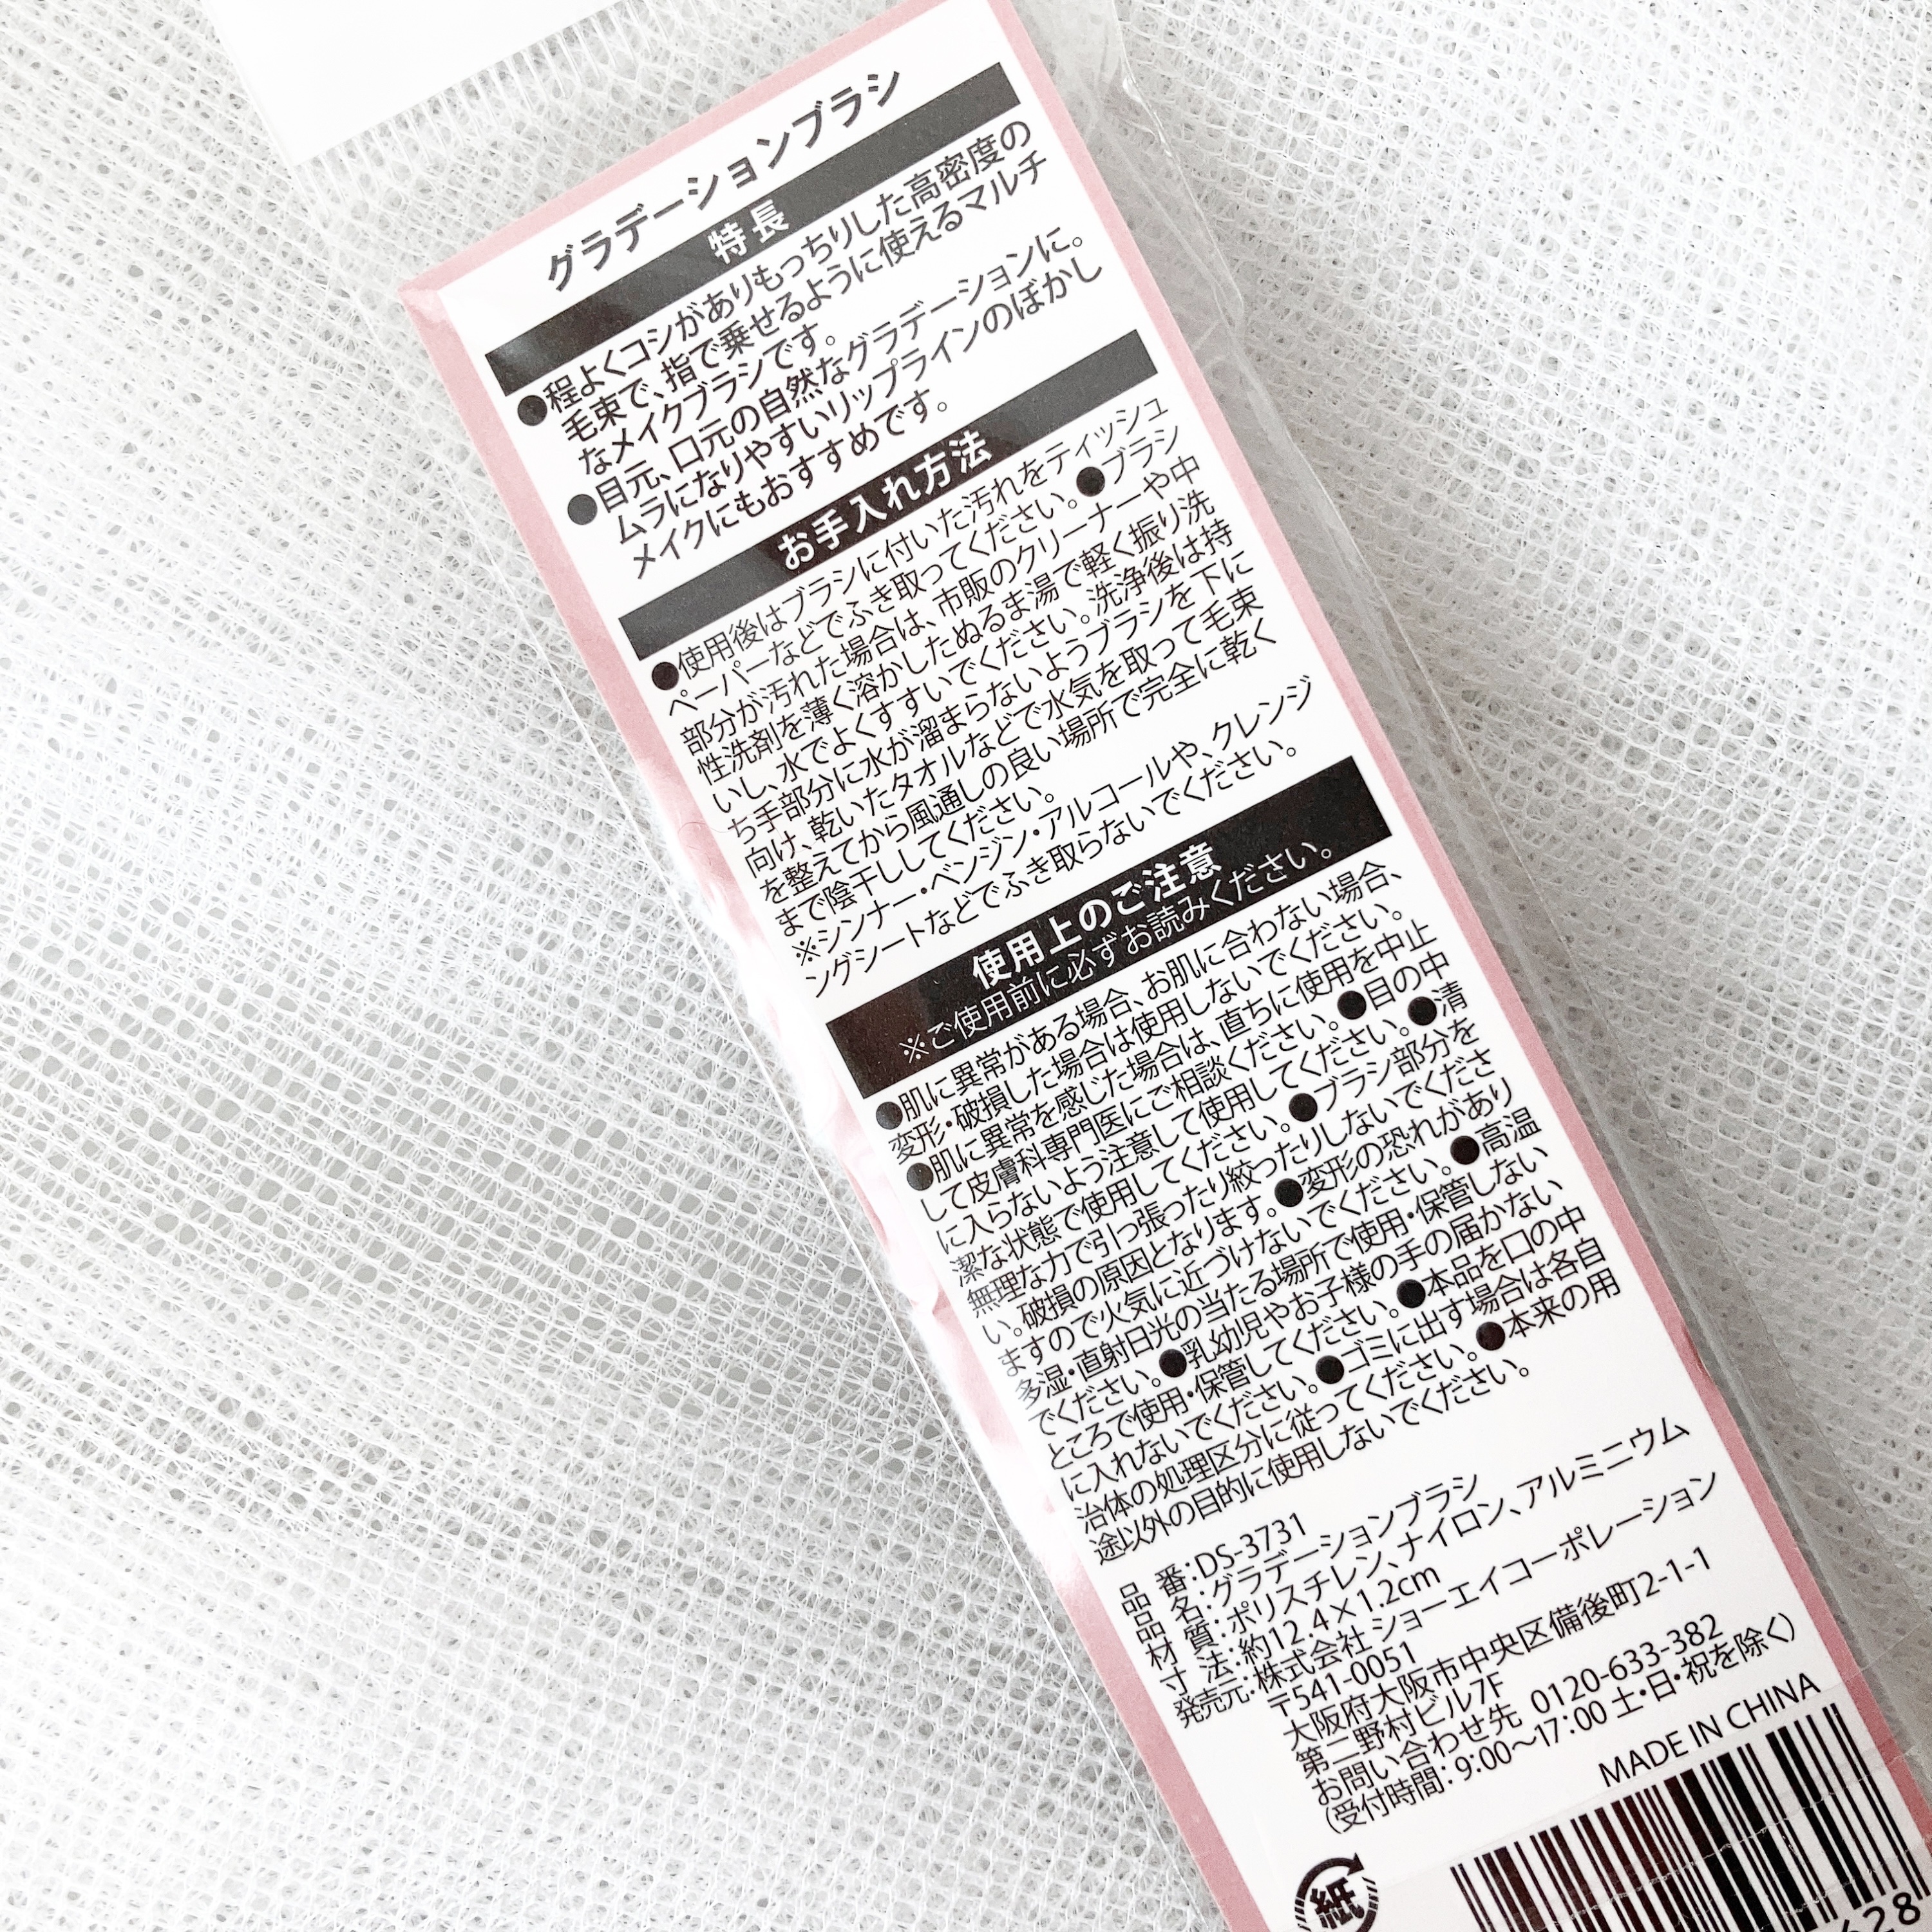 グラデーションブラシ
特長
●程よくコシがありもっちりした高密度の
毛束で、指で乗せるように使えるマルチ
なメイクブラシです。
●目元、口元の自然なグラデーションに。
ムラになりやすいリップラインのぼかし
メイクにもおすすめです。
お手入れ方法
●使用後はブラシに付いた汚れをティッシュ
ペーパーなどでふき取ってください。●ブラシ
部分が汚れた場合は、市販のクリーナーや中
性洗剤を薄く溶かしたぬるま湯で軽く振り洗
いし、水でよくすすいでください。洗浄後は持
ち手部分に水が溜まらないようブラシを下に
向け、乾いたタオルなどで水気を取って毛束
を整えてから風通しの良い場所で完全に乾く
まで陰干ししてください。
※シンナー・ベンジン・アルコールや、クレンジ
ングシートなどでふき取らないでください。
使用上のご注意
※ご使用前に必ずお読みください。
●肌に異常がある場合、お肌に合わない場合、
変形・破損した場合は使用しないでください。
●肌に異常を感じた場合は、直ちに使用を中止
して皮膚科専門医にご相談ください。●目の中
に入らないよう注意して使用してください。●清
潔な状態で使用してください。●ブラシ部分を
無理な力で引っ張ったり絞ったりしないでくださ
い。破損の原因となります。●変形の恐れがあり
ますので火気に近づけないでください。●高温
多湿・直射日光の当たる場所で使用・保管しない
でください。●乳幼児やお子様の手の届かない
ところで使用・保管してください。●本品を口の中
に入れないでください。●ゴミに出す場合は各自
治体の処理区分に従ってください。●本来の用
途以外の目的に使用しないでください。
品番:DS-3731
品名:グラデーションブラシ
材質:ポリスチレン、ナイロン、アルミニウム
寸法:約12.4×1.2cm
発売元:株式会社 ショーエイコーポレーション
〒541-0051
大阪府大阪市中央区備後町2-1-1
第二野村ビル7F
お問い合わせ先 0120-633-382
(受付時間:9:00〜17:00 土・日・祝を除く)
MADE IN CHINA
紙